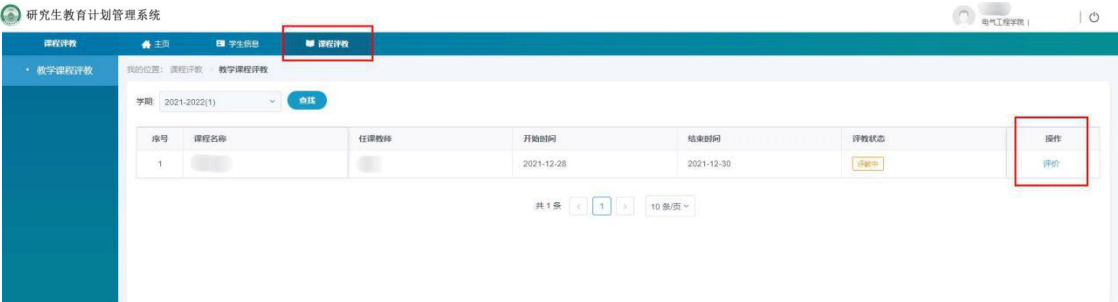 研究生教育计划管理系统
电气工程学院 |
课程评教 主页 学生信息 课程评教
• 教学课程评教
我的位置: 课程评教 教学课程评教
学期 2021-2022(1) 查找
序号 课程名称 任课教师 开始时间 结束时间 评教状态 操作
1 2021-12-28 2021-12-30 评教中 评价
共 1 条 < 1 > 10 条/页